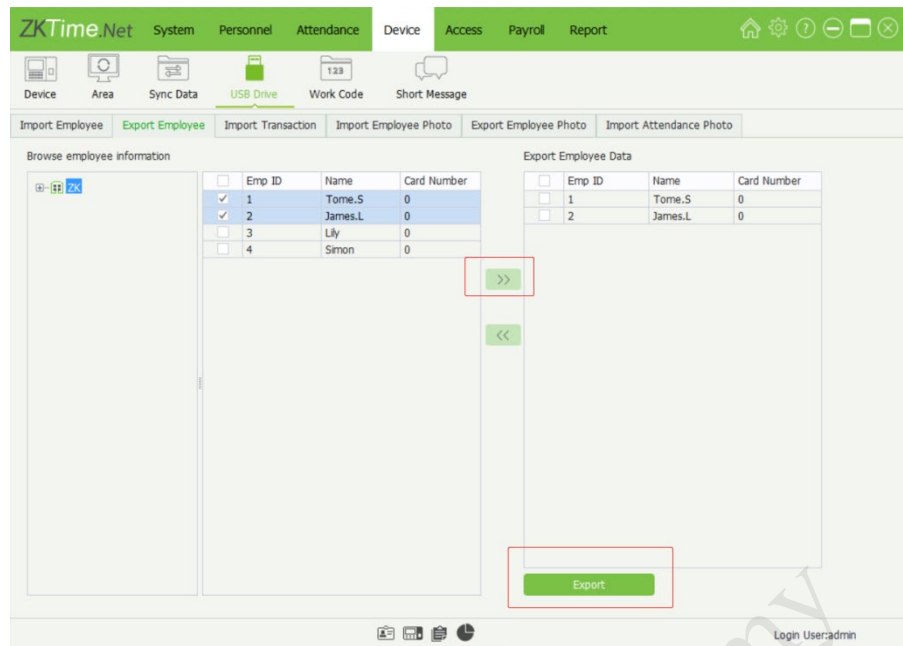 ZKTime.Net System Personnel Attendance Device Access Payroll Report
123
Device Area Sync Data USB Drive Work Code Short Message
Import Employee Export Employee Import Transaction Import Employee Photo Export Employee Photo Import Attendance Photo
Browse employee information Export Employee Data
ZK
Emp ID Name Card Number Emp ID Name Card Number
1 Tome.S 0 1 Tome.S 0
2 James.L 0 2 James.L 0
3 Lily 0
4 Simon 0
>>
<<
Export
Login User:admin